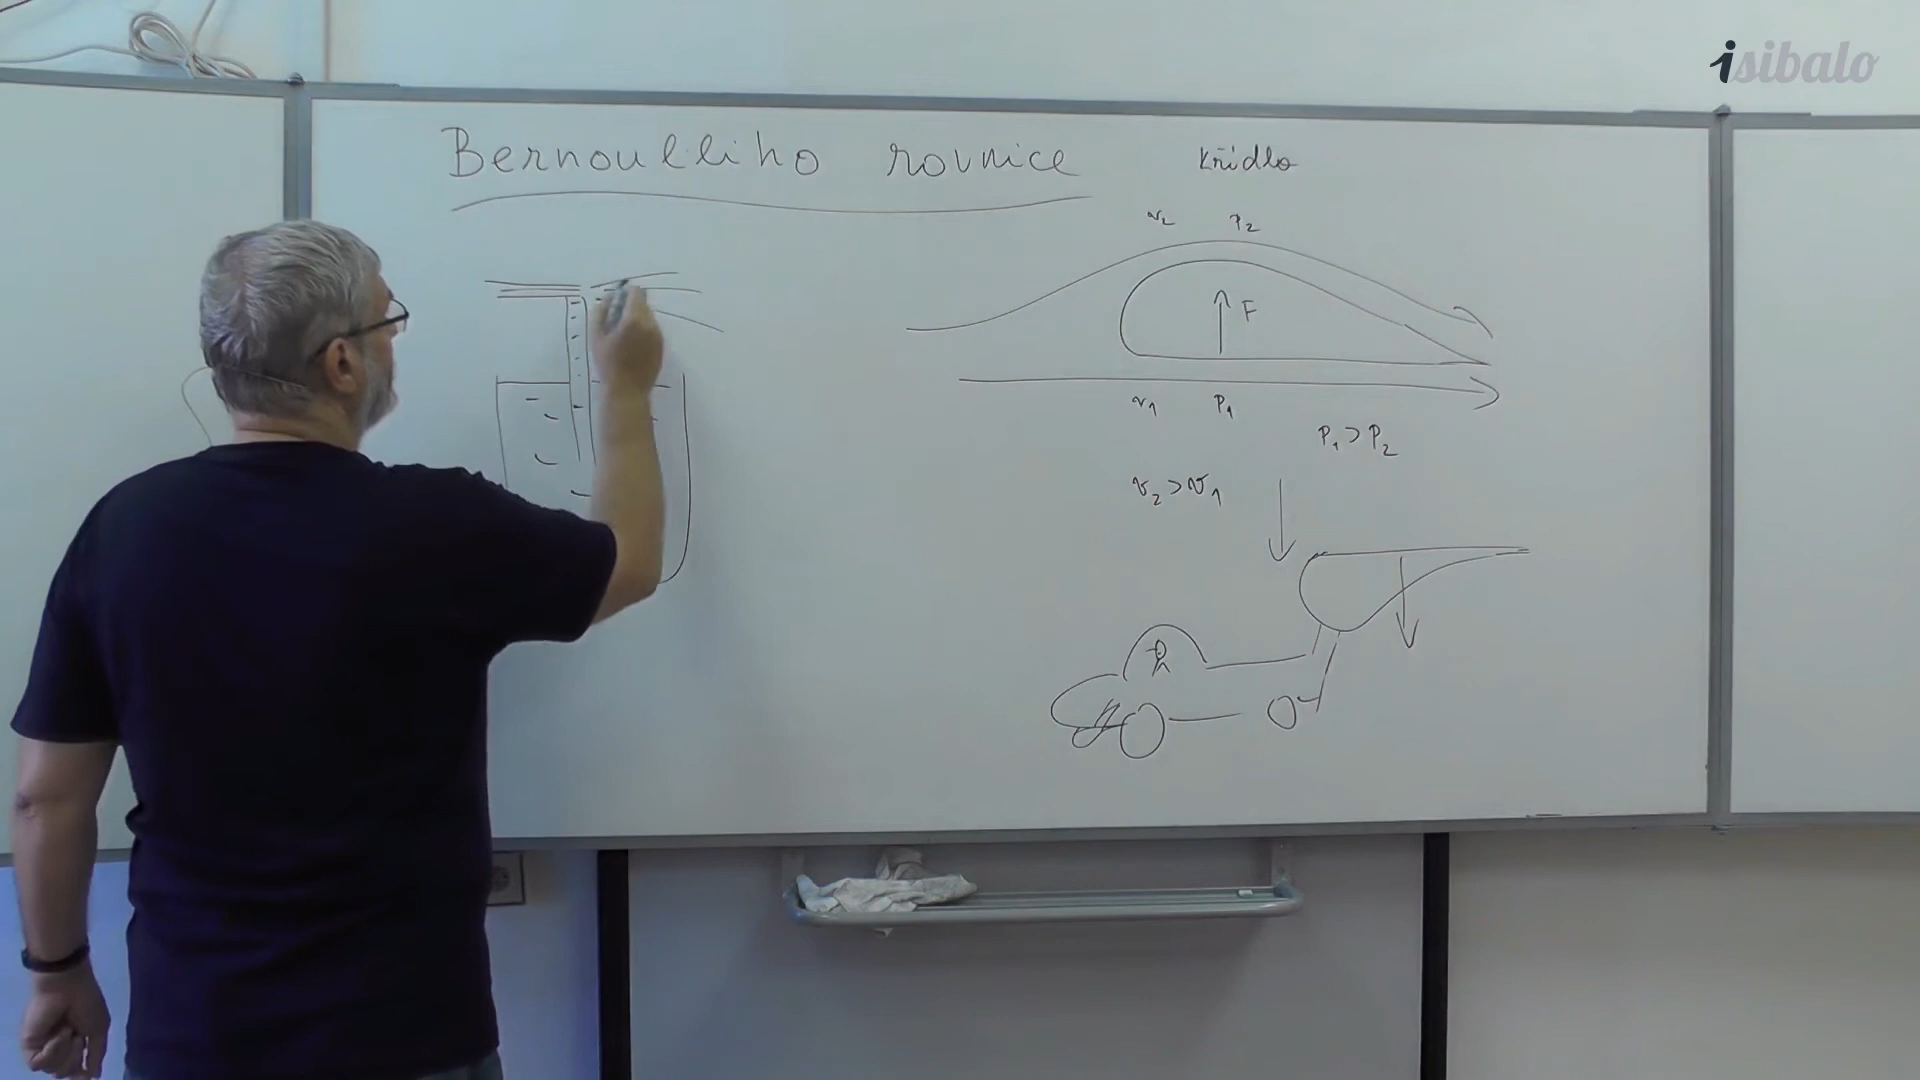 isibalo
Bernoulliho rovnice
Křídlo
v₂ p₂
F
v₁ p₁
p₁ > p₂
v₂ > v₁